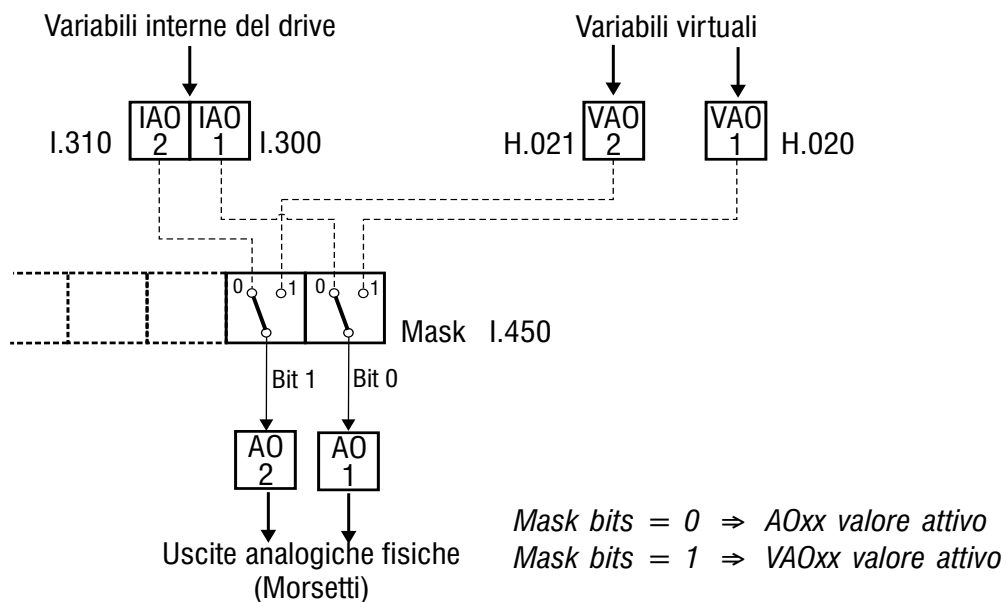 Variabili interne del drive
Variabili virtuali
I.310
IAO
2
IAO
1
I.300
H.021
VAO
2
VAO
1
H.020
0
1
0
1
Mask I.450
Bit 1
Bit 0
AO
2
AO
1
Uscite analogiche fisiche
(Morsetti)
Mask bits = 0 ⇒ AOxx valore attivo
Mask bits = 1 ⇒ VAOxx valore attivo